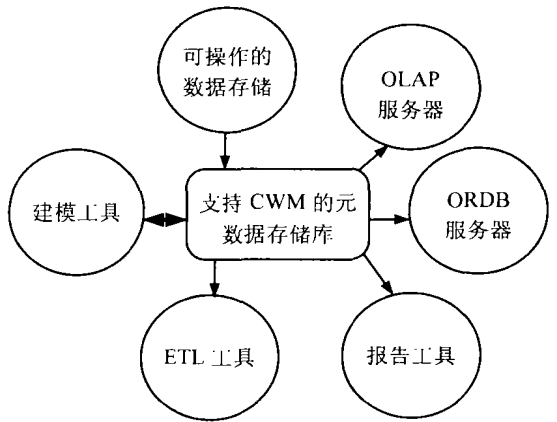 可操作的
数据存储
OLAP
服务器
建模工具
支持 CWM 的元
数据存储库
ORDB
服务器
ETL 工具
报告工具